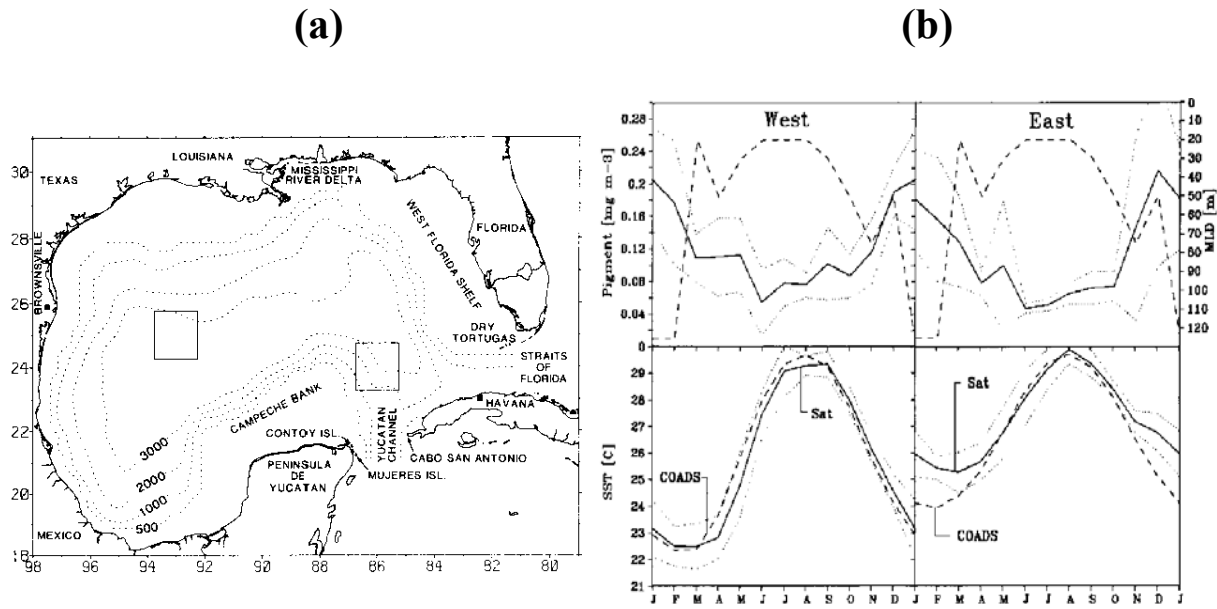 (a)
(b)
30
28
26
24
22
20
18
98
96
94
92
90
88
86
84
82
80
TEXAS
LOUISIANA
MISSISSIPPI
RIVER DELTA
WEST FLORIDA SHELF
FLORIDA
BROWNSVILLE
DRY
TORTUGAS
STRAITS
OF
FLORIDA
HAVANA
CAMPECHE BANK
YUCATAN
CHANNEL
CONTOY ISL.
CABO SAN ANTONIO
PENINSULA
DE
YUCATAN
MUJERES ISL.
3000
2000
1000
500
MEXICO
West
East
Pigment [mg m-3]
0.28
0.24
0.2
0.16
0.12
0.08
0.04
0
MLD [m]
0
10
20
30
40
50
60
70
80
90
100
110
120
SST [C]
29
28
27
26
25
24
23
22
21
Sat
COADS
Sat
COADS
J F M A M J J A S O N D J
F M A M J J A S O N D J